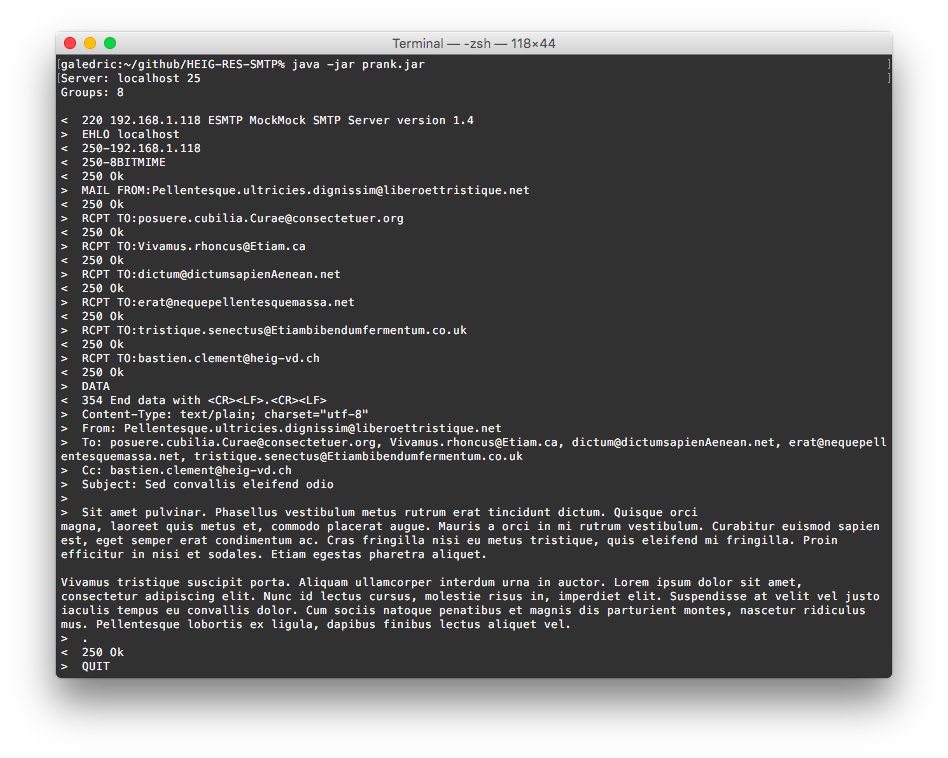 Terminal — -zsh — 118×44
[galedric:~/github/HEIG-RES-SMTP% java -jar prank.jar ]
[Server: localhost 25 ]
Groups: 8
< 220 192.168.1.118 ESMTP MockMock SMTP Server version 1.4
> EHLO localhost
< 250-192.168.1.118
< 250-8BITMIME
< 250 Ok
> MAIL FROM:Pellentesque.ultricies.dignissim@liberoettristique.net
< 250 Ok
> RCPT TO:posuere.cubilia.Curae@consectetuer.org
< 250 Ok
> RCPT TO:Vivamus.rhoncus@Etiam.ca
< 250 Ok
> RCPT TO:dictum@dictumsapienAenean.net
< 250 Ok
> RCPT TO:erat@nequepellentesquemassa.net
< 250 Ok
> RCPT TO:tristique.senectus@Etiambibendumfermentum.co.uk
< 250 Ok
> RCPT TO:bastien.clement@heig-vd.ch
< 250 Ok
> DATA
< 354 End data with <CR><LF>.<CR><LF>
> Content-Type: text/plain; charset="utf-8"
> From: Pellentesque.ultricies.dignissim@liberoettristique.net
> To: posuere.cubilia.Curae@consectetuer.org, Vivamus.rhoncus@Etiam.ca, dictum@dictumsapienAenean.net, erat@nequepell
entesquemassa.net, tristique.senectus@Etiambibendumfermentum.co.uk
> Cc: bastien.clement@heig-vd.ch
> Subject: Sed convallis eleifend odio
>
> Sit amet pulvinar. Phasellus vestibulum metus rutrum erat tincidunt dictum. Quisque orci
magna, laoreet quis metus et, commodo placerat augue. Mauris a orci in mi rutrum vestibulum. Curabitur euismod sapien
est, eget semper erat condimentum ac. Cras fringilla nisi eu metus tristique, quis eleifend mi fringilla. Proin
efficitur in nisi et sodales. Etiam egestas pharetra aliquet.
Vivamus tristique suscipit porta. Aliquam ullamcorper interdum urna in auctor. Lorem ipsum dolor sit amet,
consectetur adipiscing elit. Nunc id lectus cursus, molestie risus in, imperdiet elit. Suspendisse at velit vel justo
iaculis tempus eu convallis dolor. Cum sociis natoque penatibus et magnis dis parturient montes, nascetur ridiculus
mus. Pellentesque lobortis ex ligula, dapibus finibus lectus aliquet vel.
> .
< 250 Ok
> QUIT